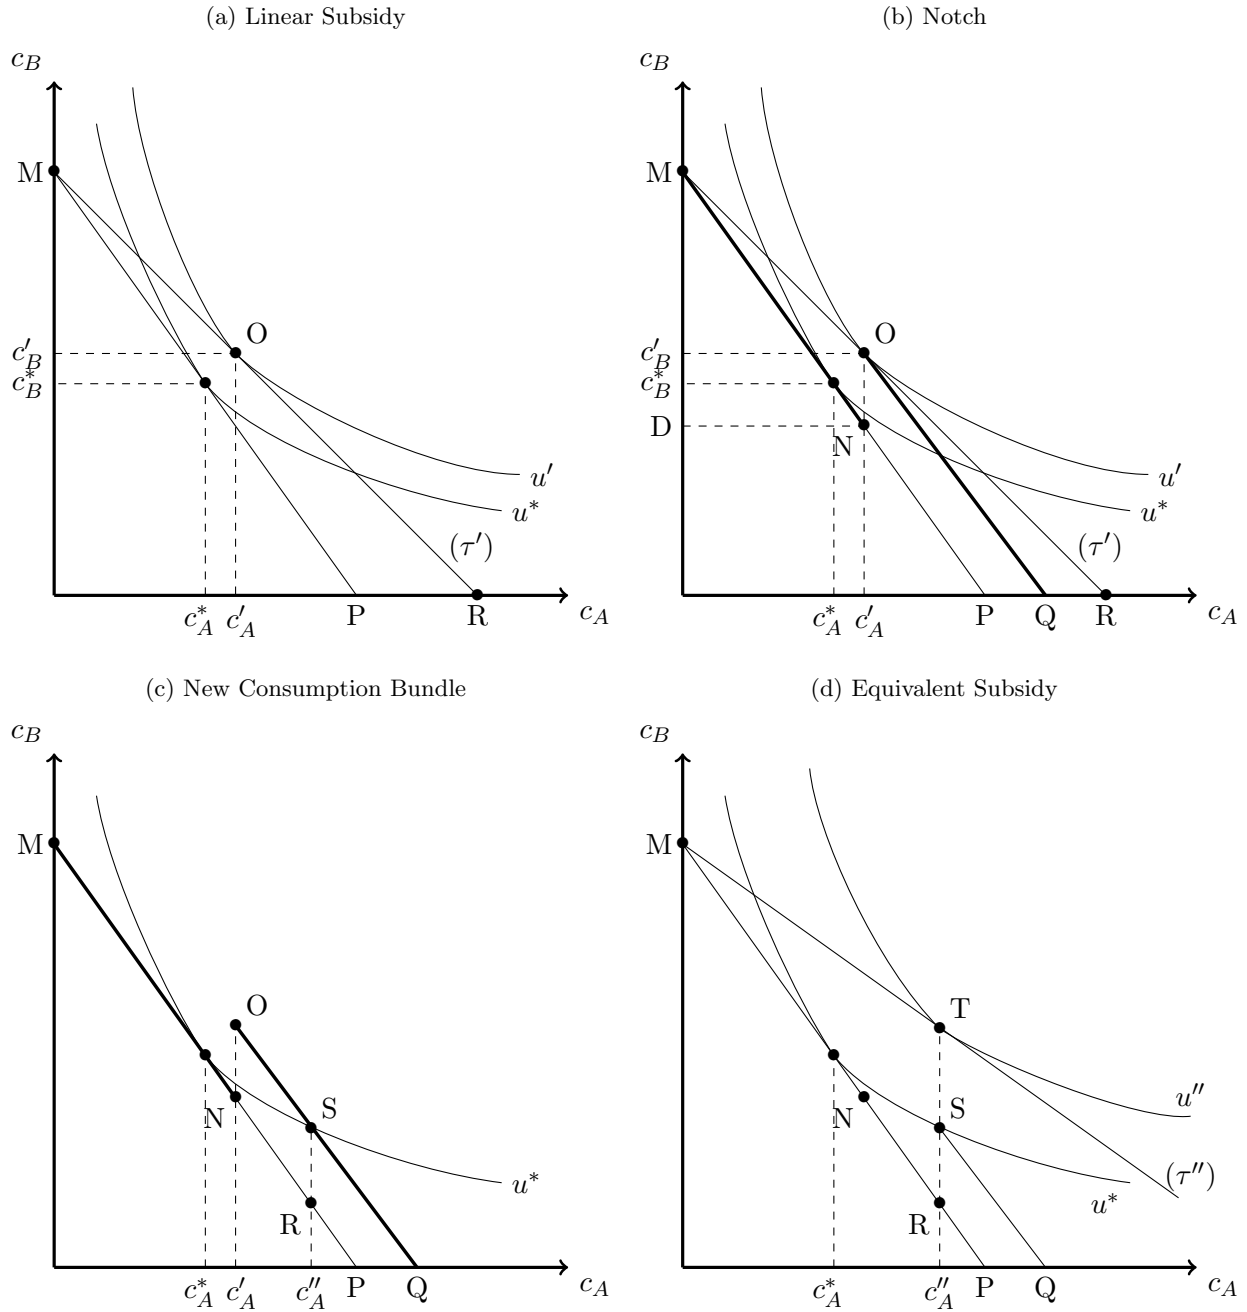 (a) Linear Subsidy
c_B
M
O
c′_B
c*_B
u′
u*
(τ′)
c*_A c′_A P R c_A
(b) Notch
c_B
M
O
c′_B
c*_B
D
N
u′
u*
(τ′)
c*_A c′_A P Q R c_A
(c) New Consumption Bundle
c_B
M
O
N
S
u*
R
c*_A c′_A c″_A P Q c_A
(d) Equivalent Subsidy
c_B
M
T
N
S
u″
(τ″)
u*
R
c*_A c″_A P Q c_A